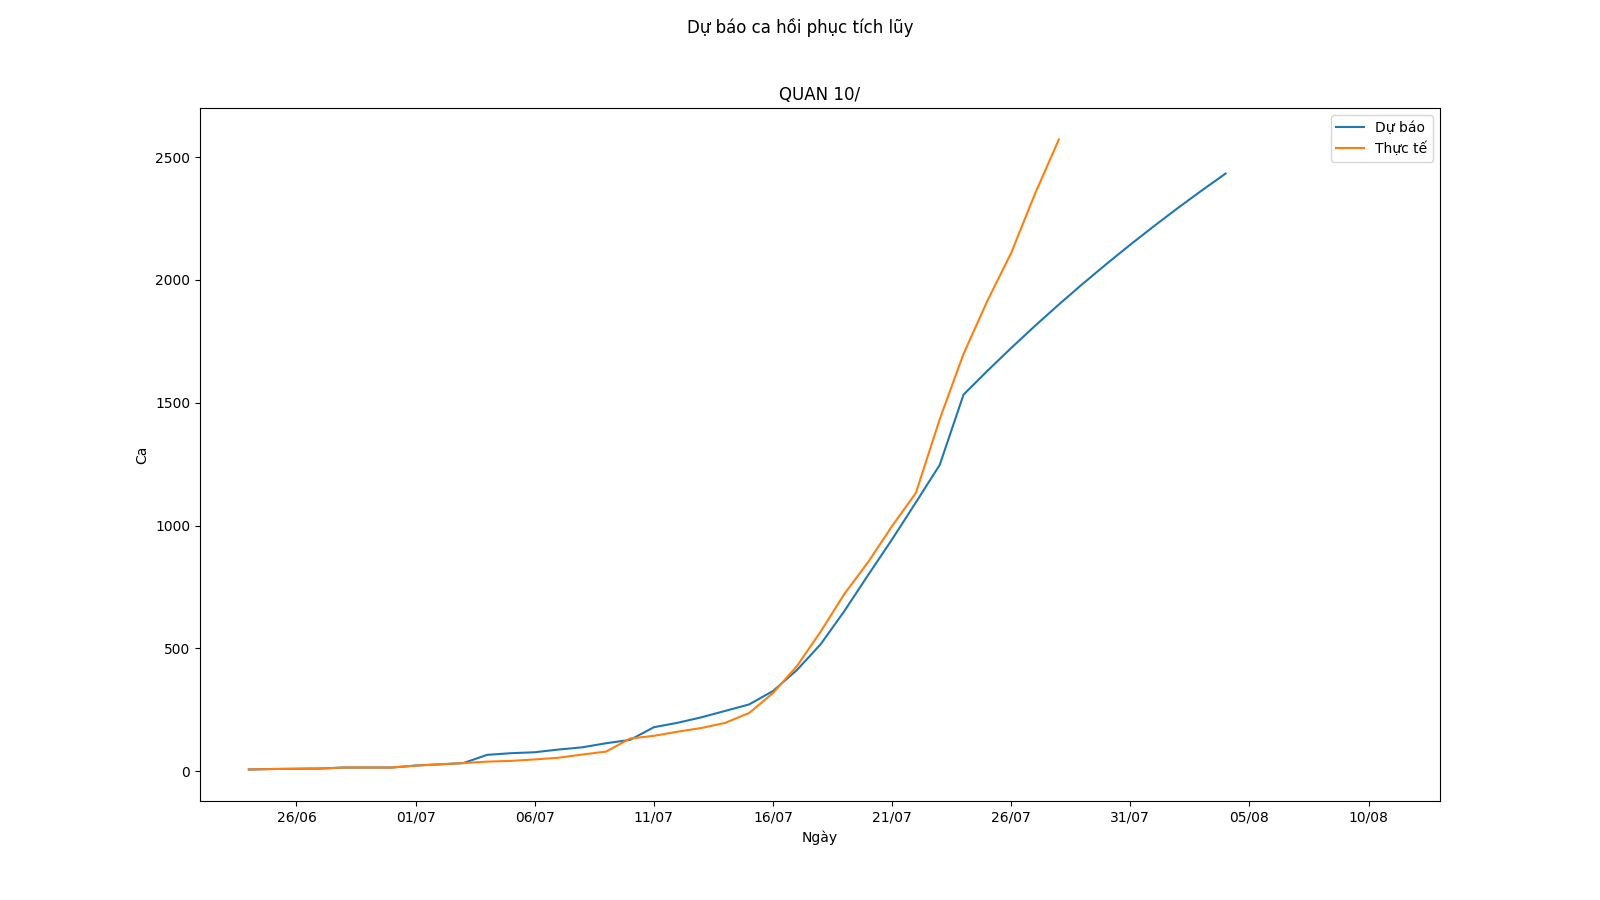 Dự báo ca hồi phục tích lũy
QUAN 10/
Dự báo
Thực tế
2500
2000
1500
1000
500
0
Ca
26/06
01/07
06/07
11/07
16/07
21/07
26/07
31/07
05/08
10/08
Ngày